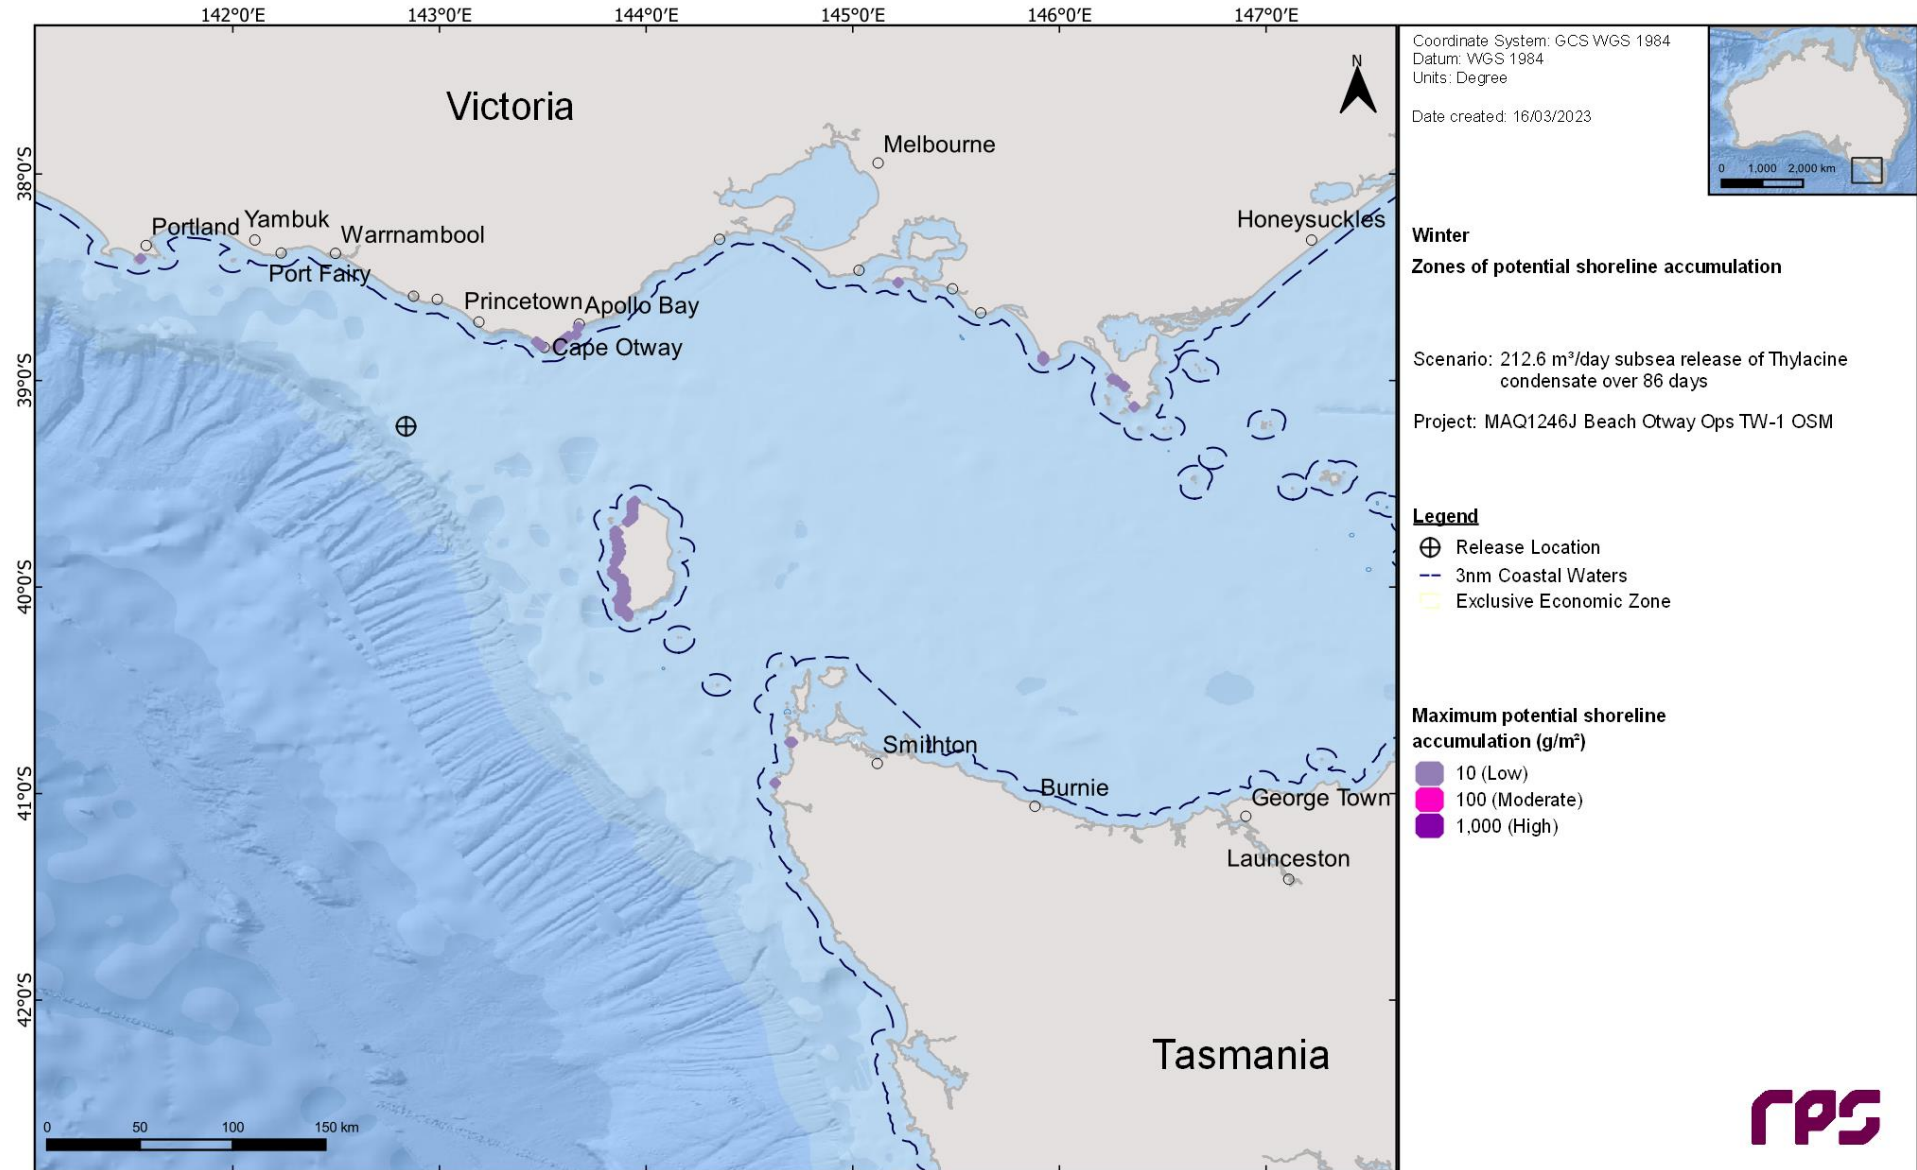 142°0'E
143°0'E
144°0'E
145°0'E
146°0'E
147°0'E
38°0'S
39°0'S
40°0'S
41°0'S
42°0'S
Victoria
N
Melbourne
Portland
Yambuk
Warrnambool
Port Fairy
Honeysuckles
Princetown
Apollo Bay
Cape Otway
Smithton
Burnie
George Town
Launceston
Tasmania
0 50 100 150 km
Coordinate System: GCS WGS 1984
Datum: WGS 1984
Units: Degree
Date created: 16/03/2023
0 1,000 2,000 km
Winter
Zones of potential shoreline accumulation
Scenario: 212.6 m³/day subsea release of Thylacine
condensate over 86 days
Project: MAQ1246J Beach Otway Ops TW-1 OSM
Legend
Release Location
3nm Coastal Waters
Exclusive Economic Zone
Maximum potential shoreline
accumulation (g/m²)
10 (Low)
100 (Moderate)
1,000 (High)
rps